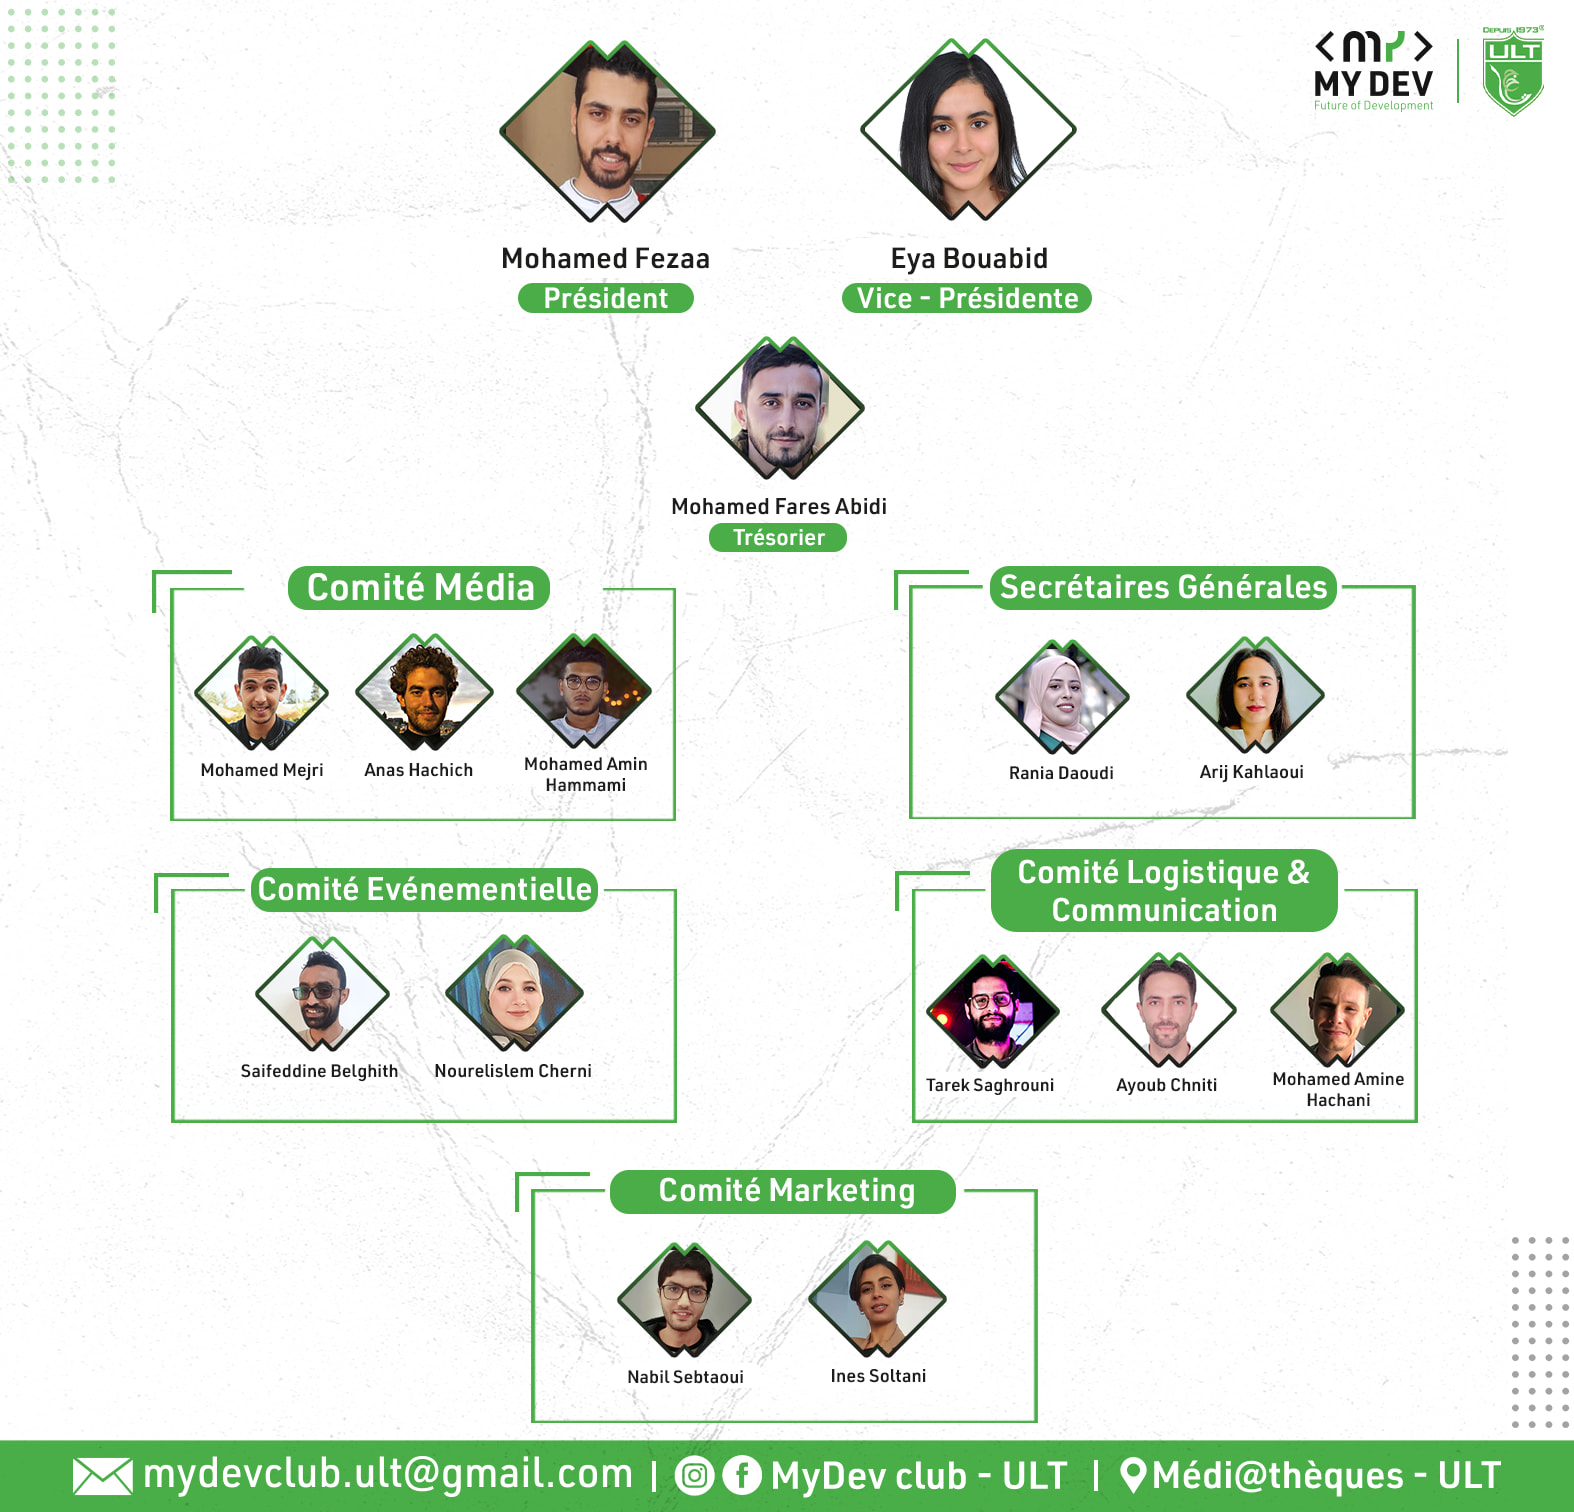 MY DEV
Future of Development
DEPUIS 1973
ULT
Mohamed Fezaa
Président
Eya Bouabid
Vice - Présidente
Mohamed Fares Abidi
Trésorier
Comité Média
Mohamed Mejri
Anas Hachich
Mohamed Amin
Hammami
Secrétaires Générales
Rania Daoudi
Arij Kahlaoui
Comité Evénementielle
Saifeddine Belghith
Nourelislem Cherni
Comité Logistique &
Communication
Tarek Saghrouni
Ayoub Chniti
Mohamed Amine
Hachani
Comité Marketing
Nabil Sebtaoui
Ines Soltani
mydevclub.ult@gmail.com | MyDev club - ULT | Médi@thèques - ULT